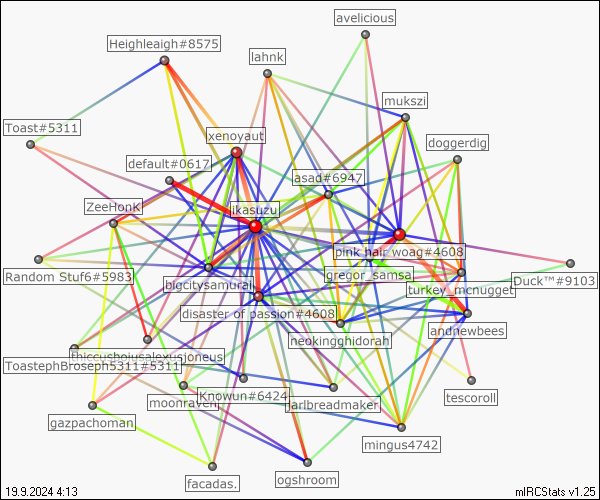 avelicious
Heighleaigh#8575
lahnk
mukszi
Toast#5311
xenoyaut
doggerdig
default#0617
asad#6947
ZeeHonK
ikasuzu
pink hair woag#4608
Random Stuf6#5983
bigcitysamurai
gregor_samsa
Duck™#9103
turkey_mcnugget
disaster of passion#4608
andrewbees
neokingghidorah
ToastephBroseph5311#5311
Knowun#6424
moonraven
jarlbreadmaker
tescoroll
gazpachoman
mingus4742
facadas.
ogshroom
19.9.2024 4:13
mIRCStats v1.25